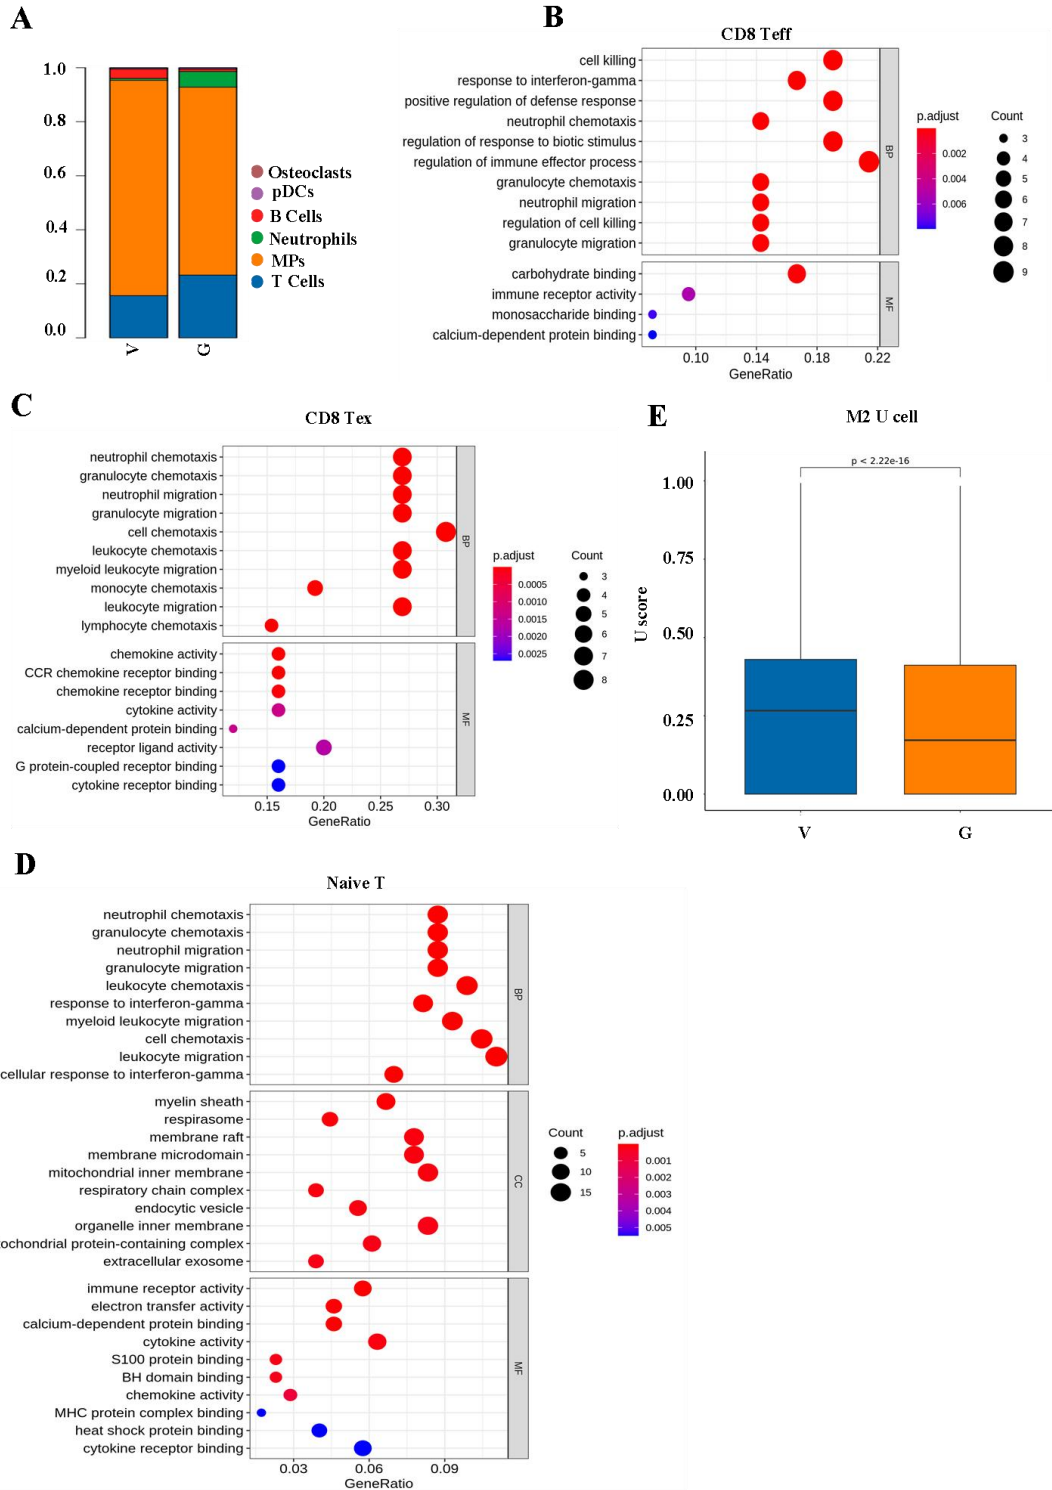 A
1.0
0.8
0.6
0.4
0.2
0.0
V
G
Osteoclasts
pDCs
B Cells
Neutrophils
MPs
T Cells
B
CD8 Teff
cell killing
response to interferon-gamma
positive regulation of defense response
neutrophil chemotaxis
regulation of response to biotic stimulus
regulation of immune effector process
granulocyte chemotaxis
neutrophil migration
regulation of cell killing
granulocyte migration
BP
carbohydrate binding
immune receptor activity
monosaccharide binding
calcium-dependent protein binding
MF
0.10 0.14 0.18 0.22
GeneRatio
p.adjust
0.002
0.004
0.006
Count
3
4
5
6
7
8
9
C
CD8 Tex
neutrophil chemotaxis
granulocyte chemotaxis
neutrophil migration
granulocyte migration
cell chemotaxis
leukocyte chemotaxis
myeloid leukocyte migration
monocyte chemotaxis
leukocyte migration
lymphocyte chemotaxis
BP
chemokine activity
CCR chemokine receptor binding
chemokine receptor binding
cytokine activity
calcium-dependent protein binding
receptor ligand activity
G protein-coupled receptor binding
cytokine receptor binding
MF
0.15 0.20 0.25 0.30
GeneRatio
p.adjust
0.0005
0.0010
0.0015
0.0020
0.0025
Count
3
4
5
6
7
8
E
M2 U cell
p < 2.22e-16
1.00
0.75
0.50
0.25
0.00
U score
V
G
D
Naive T
neutrophil chemotaxis
granulocyte chemotaxis
neutrophil migration
granulocyte migration
leukocyte chemotaxis
response to interferon-gamma
myeloid leukocyte migration
cell chemotaxis
leukocyte migration
cellular response to interferon-gamma
BP
myelin sheath
respirasome
membrane raft
membrane microdomain
mitochondrial inner membrane
respiratory chain complex
endocytic vesicle
organelle inner membrane
tochondrial protein-containing complex
extracellular exosome
CC
immune receptor activity
electron transfer activity
calcium-dependent protein binding
cytokine activity
S100 protein binding
BH domain binding
chemokine activity
MHC protein complex binding
heat shock protein binding
cytokine receptor binding
MF
0.03 0.06 0.09
GeneRatio
Count
5
10
15
p.adjust
0.001
0.002
0.003
0.004
0.005